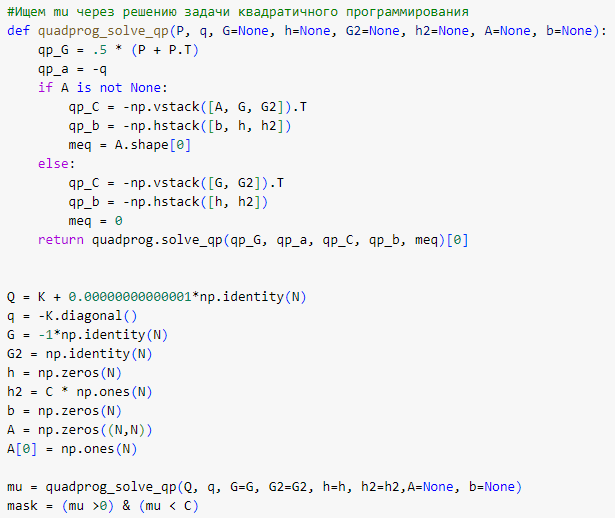 #Ищем mu через решению задачи квадратичного программирования
def quadprog_solve_qp(P, q, G=None, h=None, G2=None, h2=None, A=None, b=None):
    qp_G = .5 * (P + P.T)
    qp_a = -q
    if A is not None:
        qp_C = -np.vstack([A, G, G2]).T
        qp_b = -np.hstack([b, h, h2])
        meq = A.shape[0]
    else:
        qp_C = -np.vstack([G, G2]).T
        qp_b = -np.hstack([h, h2])
        meq = 0
    return quadprog.solve_qp(qp_G, qp_a, qp_C, qp_b, meq)[0]
Q = K + 0.00000000000001*np.identity(N)
q = -K.diagonal()
G = -1*np.identity(N)
G2 = np.identity(N)
h = np.zeros(N)
h2 = C * np.ones(N)
b = np.zeros(N)
A = np.zeros((N,N))
A[0] = np.ones(N)
mu = quadprog_solve_qp(Q, q, G=G, G2=G2, h=h, h2=h2,A=None, b=None)
mask = (mu >0) & (mu < C)